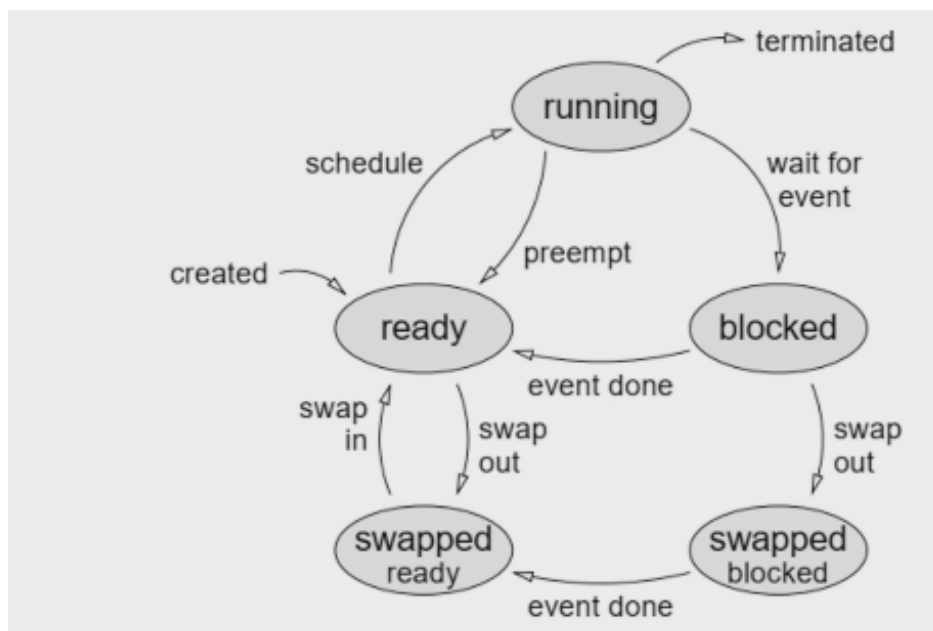 terminated
running
schedule
wait for
event
preempt
created
ready
blocked
event done
swap
in
swap
out
swap
out
swapped
ready
swapped
blocked
event done